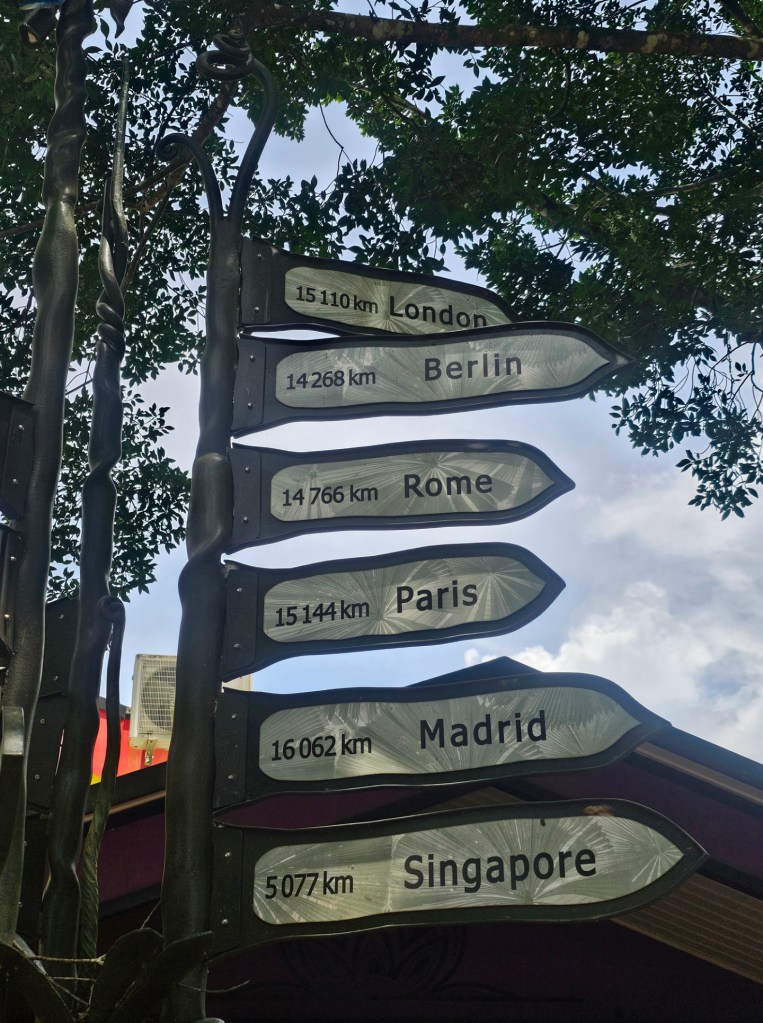 15 110 km London
14 268 km Berlin
14 766 km Rome
15 144 km Paris
16 062 km Madrid
5 077 km Singapore